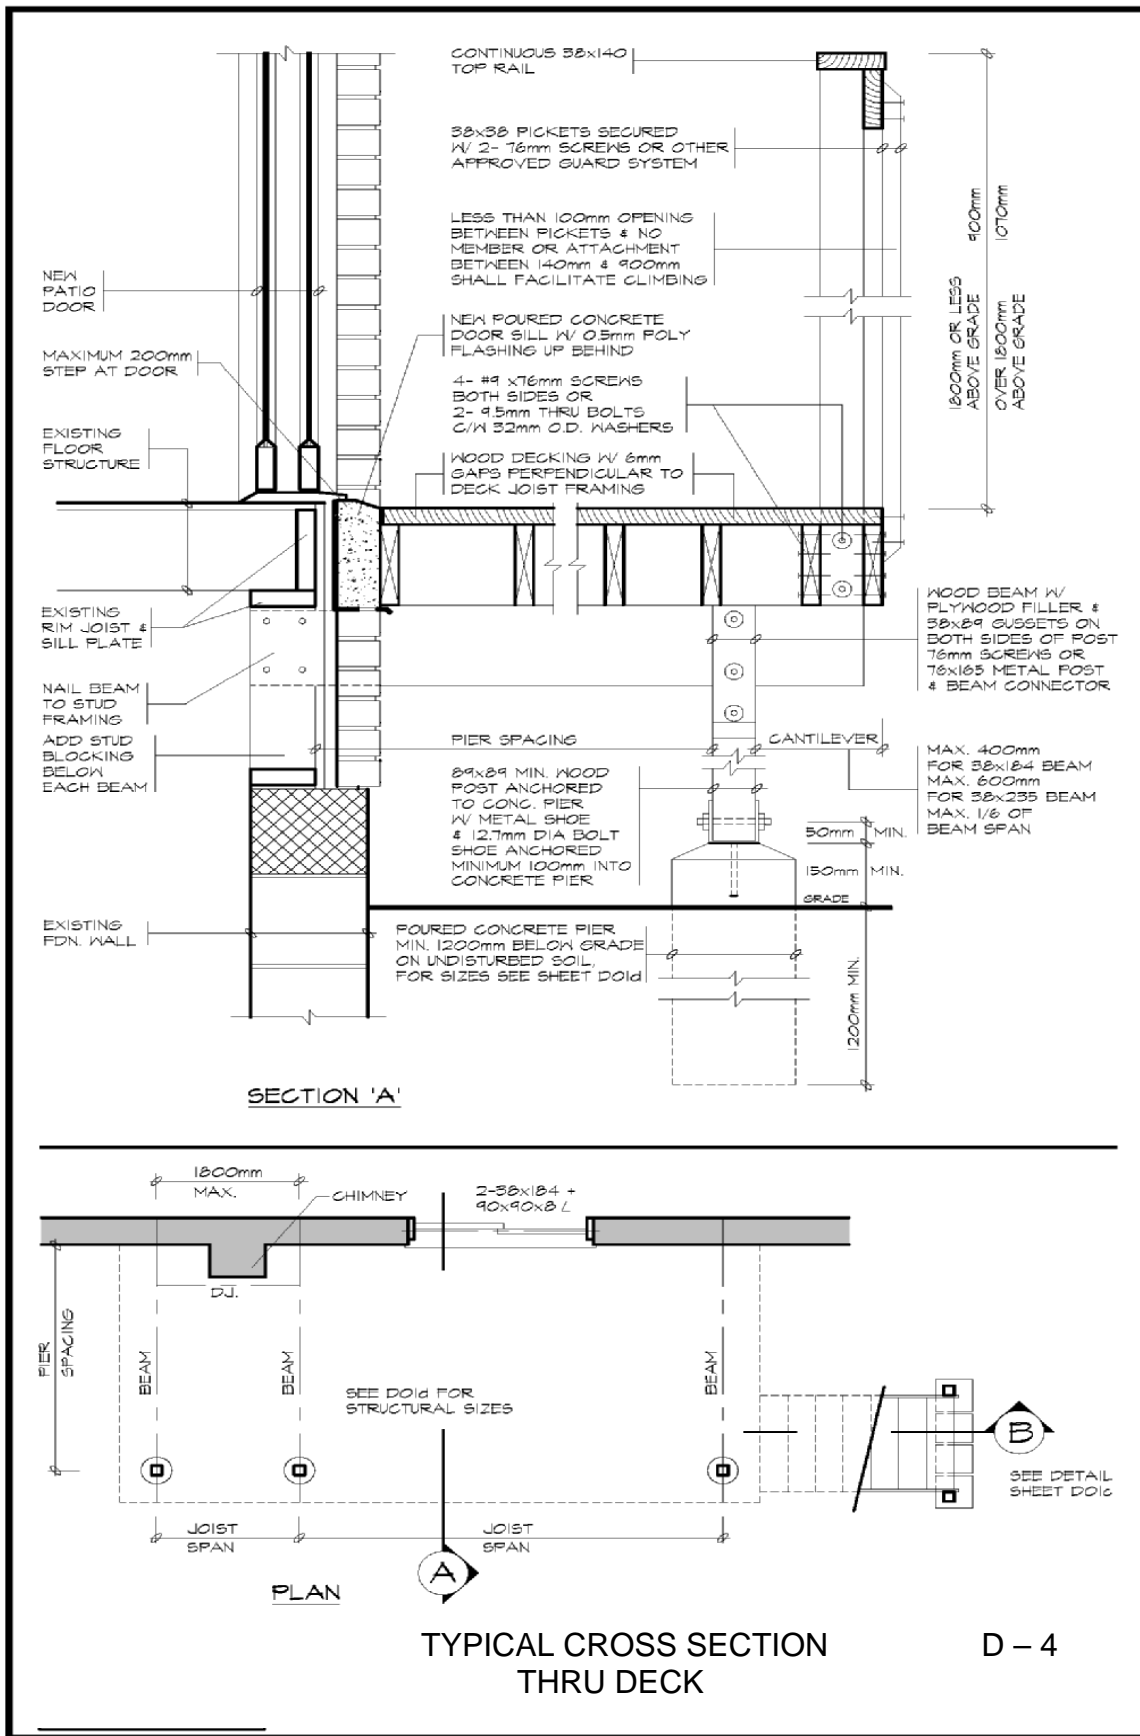 CONTINUOUS 38x140
TOP RAIL
38x38 PICKETS SECURED
W/ 2- 76mm SCREWS OR OTHER
APPROVED GUARD SYSTEM
LESS THAN 100mm OPENING
BETWEEN PICKETS & NO
MEMBER OR ATTACHMENT
BETWEEN 140mm & 900mm
SHALL FACILITATE CLIMBING
NEW
PATIO
DOOR
NEW POURED CONCRETE
DOOR SILL W/ 0.5mm POLY
FLASHING UP BEHIND
MAXIMUM 200mm
STEP AT DOOR
4- #9 x76mm SCREWS
BOTH SIDES OR
2- 9.5mm THRU BOLTS
C/W 32mm O.D. WASHERS
EXISTING
FLOOR
STRUCTURE
WOOD DECKING W/ 6mm
GAPS PERPENDICULAR TO
DECK JOIST FRAMING
1800mm OR LESS
ABOVE GRADE
900mm
OVER 1800mm
ABOVE GRADE
1070mm
EXISTING
RIM JOIST &
SILL PLATE
WOOD BEAM W/
PLYWOOD FILLER &
38x89 GUSSETS ON
BOTH SIDES OF POST
76mm SCREWS OR
76x165 METAL POST
& BEAM CONNECTOR
NAIL BEAM
TO STUD
FRAMING
ADD STUD
BLOCKING
BELOW
EACH BEAM
PIER SPACING
CANTILEVER
MAX. 400mm
FOR 38x184 BEAM
MAX. 600mm
FOR 38x235 BEAM
MAX. 1/6 OF
BEAM SPAN
89x89 MIN. WOOD
POST ANCHORED
TO CONC. PIER
W/ METAL SHOE
& 12.7mm DIA BOLT
SHOE ANCHORED
MINIMUM 100mm INTO
CONCRETE PIER
50mm MIN.
150mm MIN.
GRADE
EXISTING
FDN. WALL
POURED CONCRETE PIER
MIN. 1200mm BELOW GRADE
ON UNDISTURBED SOIL,
FOR SIZES SEE SHEET D01d
1200mm MIN.
SECTION 'A'
1800mm
MAX.
CHIMNEY
2-38x184 +
90x90x8 L
D.J.
PIER
SPACING
BEAM
BEAM
BEAM
SEE D01d FOR
STRUCTURAL SIZES
B
SEE DETAIL
SHEET D01c
JOIST
SPAN
JOIST
SPAN
A
PLAN
TYPICAL CROSS SECTION
THRU DECK
D – 4